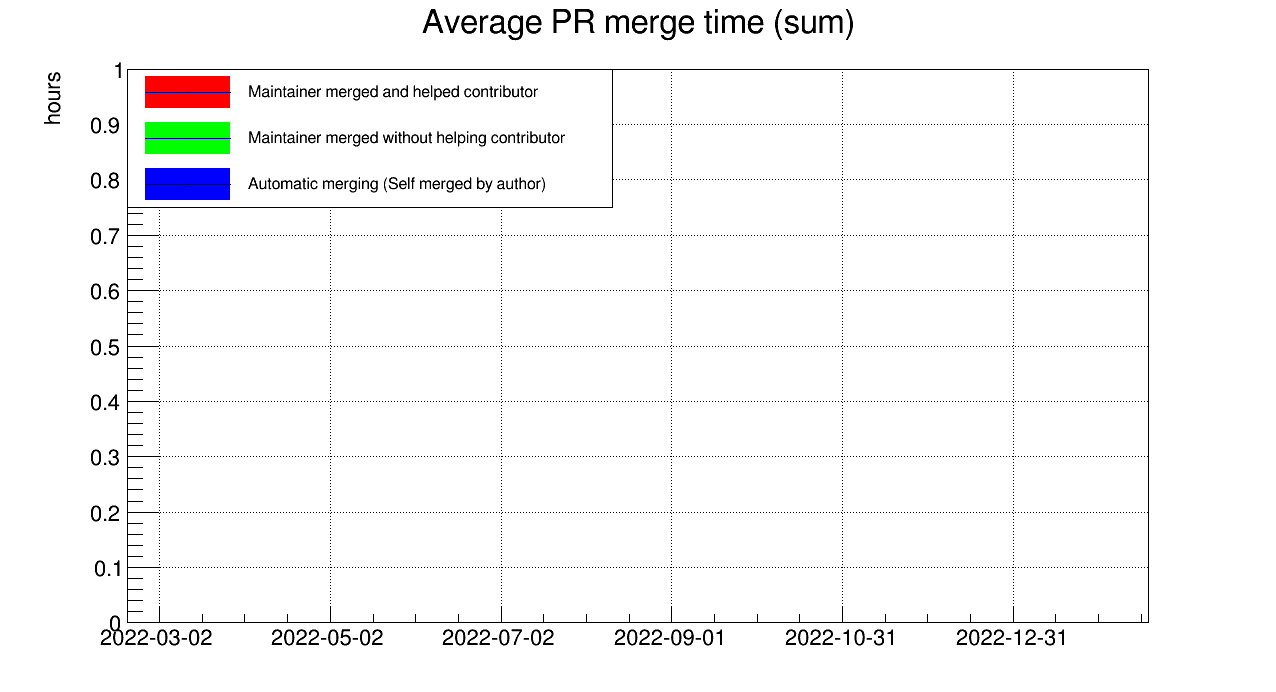 Average PR merge time (sum)
hours
1
0.9
0.8
0.7
0.6
0.5
0.4
0.3
0.2
0.1
0
Maintainer merged and helped contributor
Maintainer merged without helping contributor
Automatic merging (Self merged by author)
2022-03-02 2022-05-02 2022-07-02 2022-09-01 2022-10-31 2022-12-31